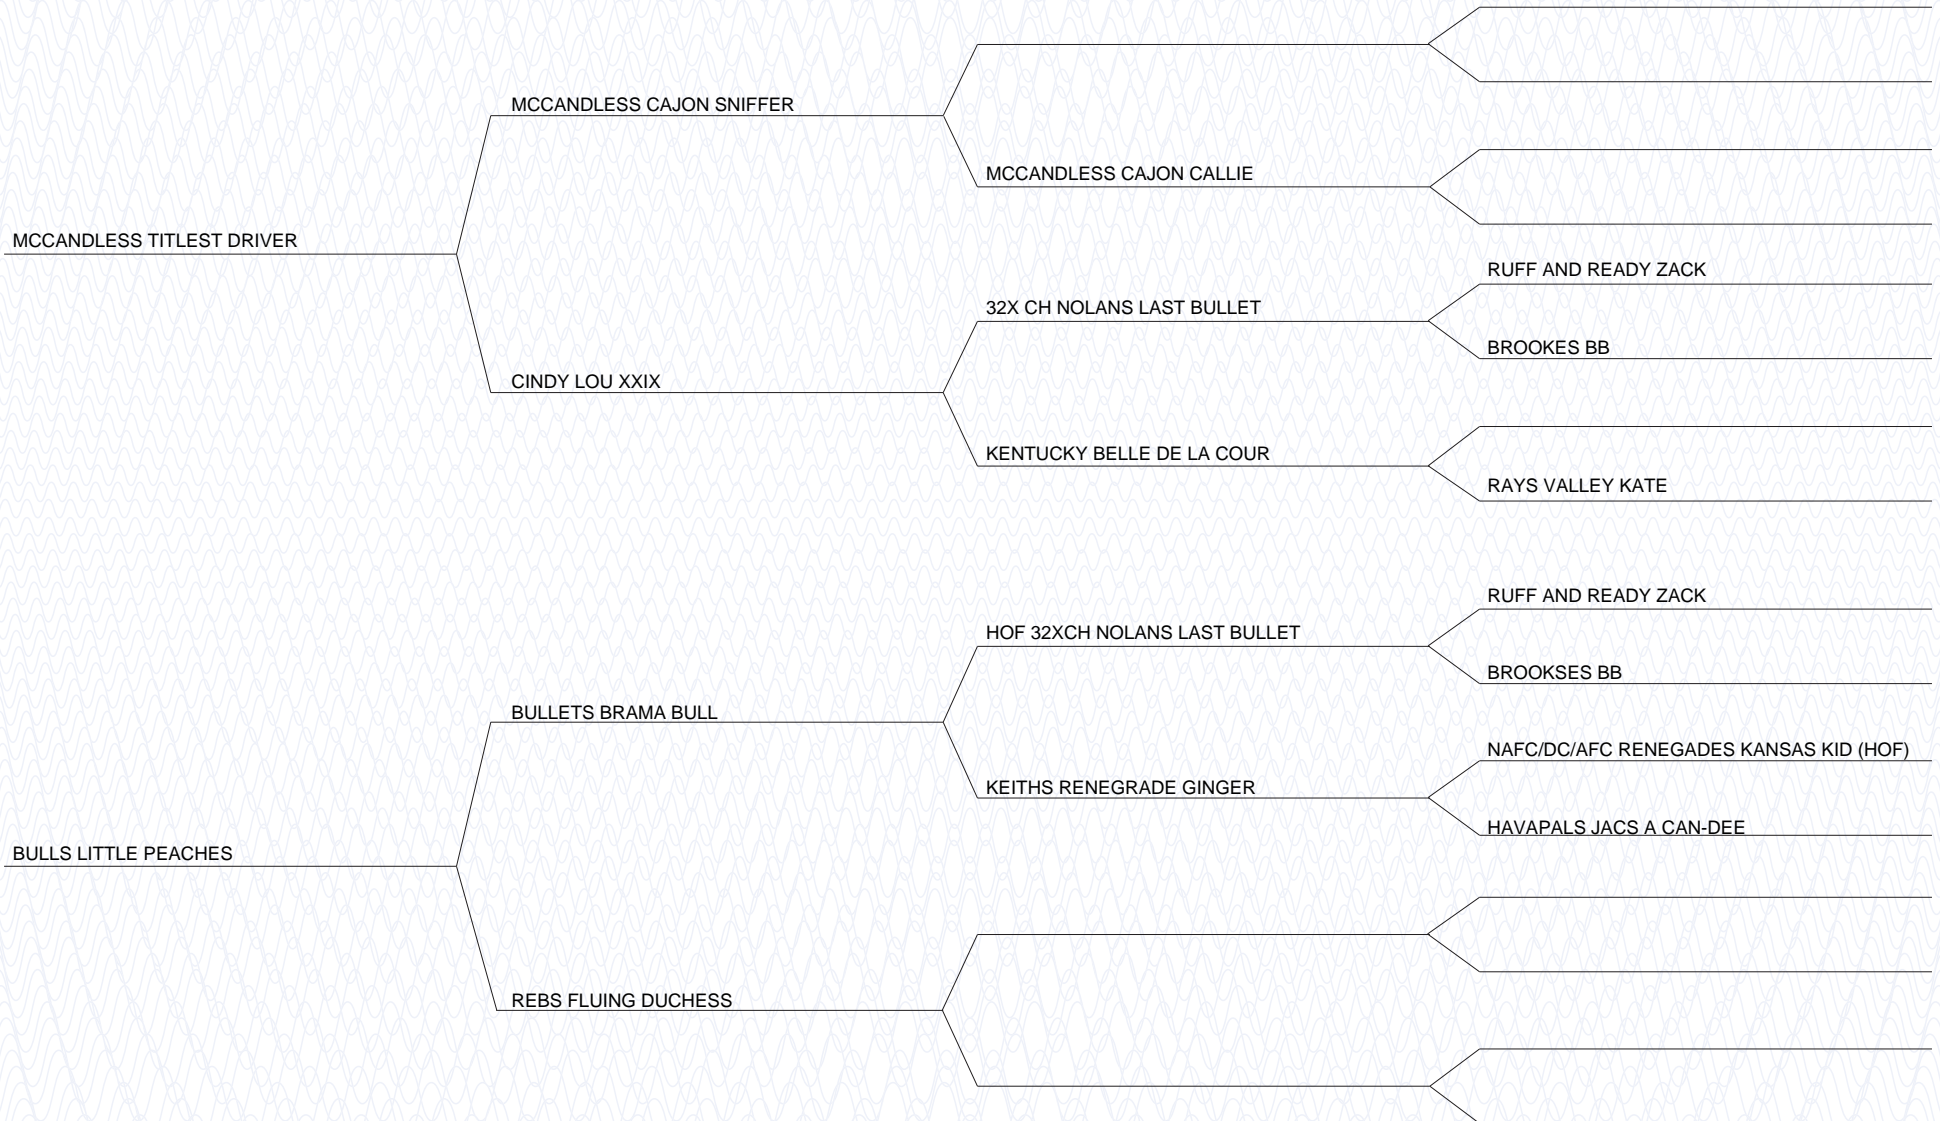 MCCANDLESS CAJON SNIFFER
MCCANDLESS CAJON CALLIE
MCCANDLESS TITLEST DRIVER
RUFF AND READY ZACK
32X CH NOLANS LAST BULLET
BROOKES BB
CINDY LOU XXIX
KENTUCKY BELLE DE LA COUR
RAYS VALLEY KATE
RUFF AND READY ZACK
HOF 32XCH NOLANS LAST BULLET
BROOKSES BB
BULLETS BRAMA BULL
NAFC/DC/AFC RENEGADES KANSAS KID (HOF)
KEITHS RENEGRADE GINGER
HAVAPALS JACS A CAN-DEE
BULLS LITTLE PEACHES
REBS FLUING DUCHESS